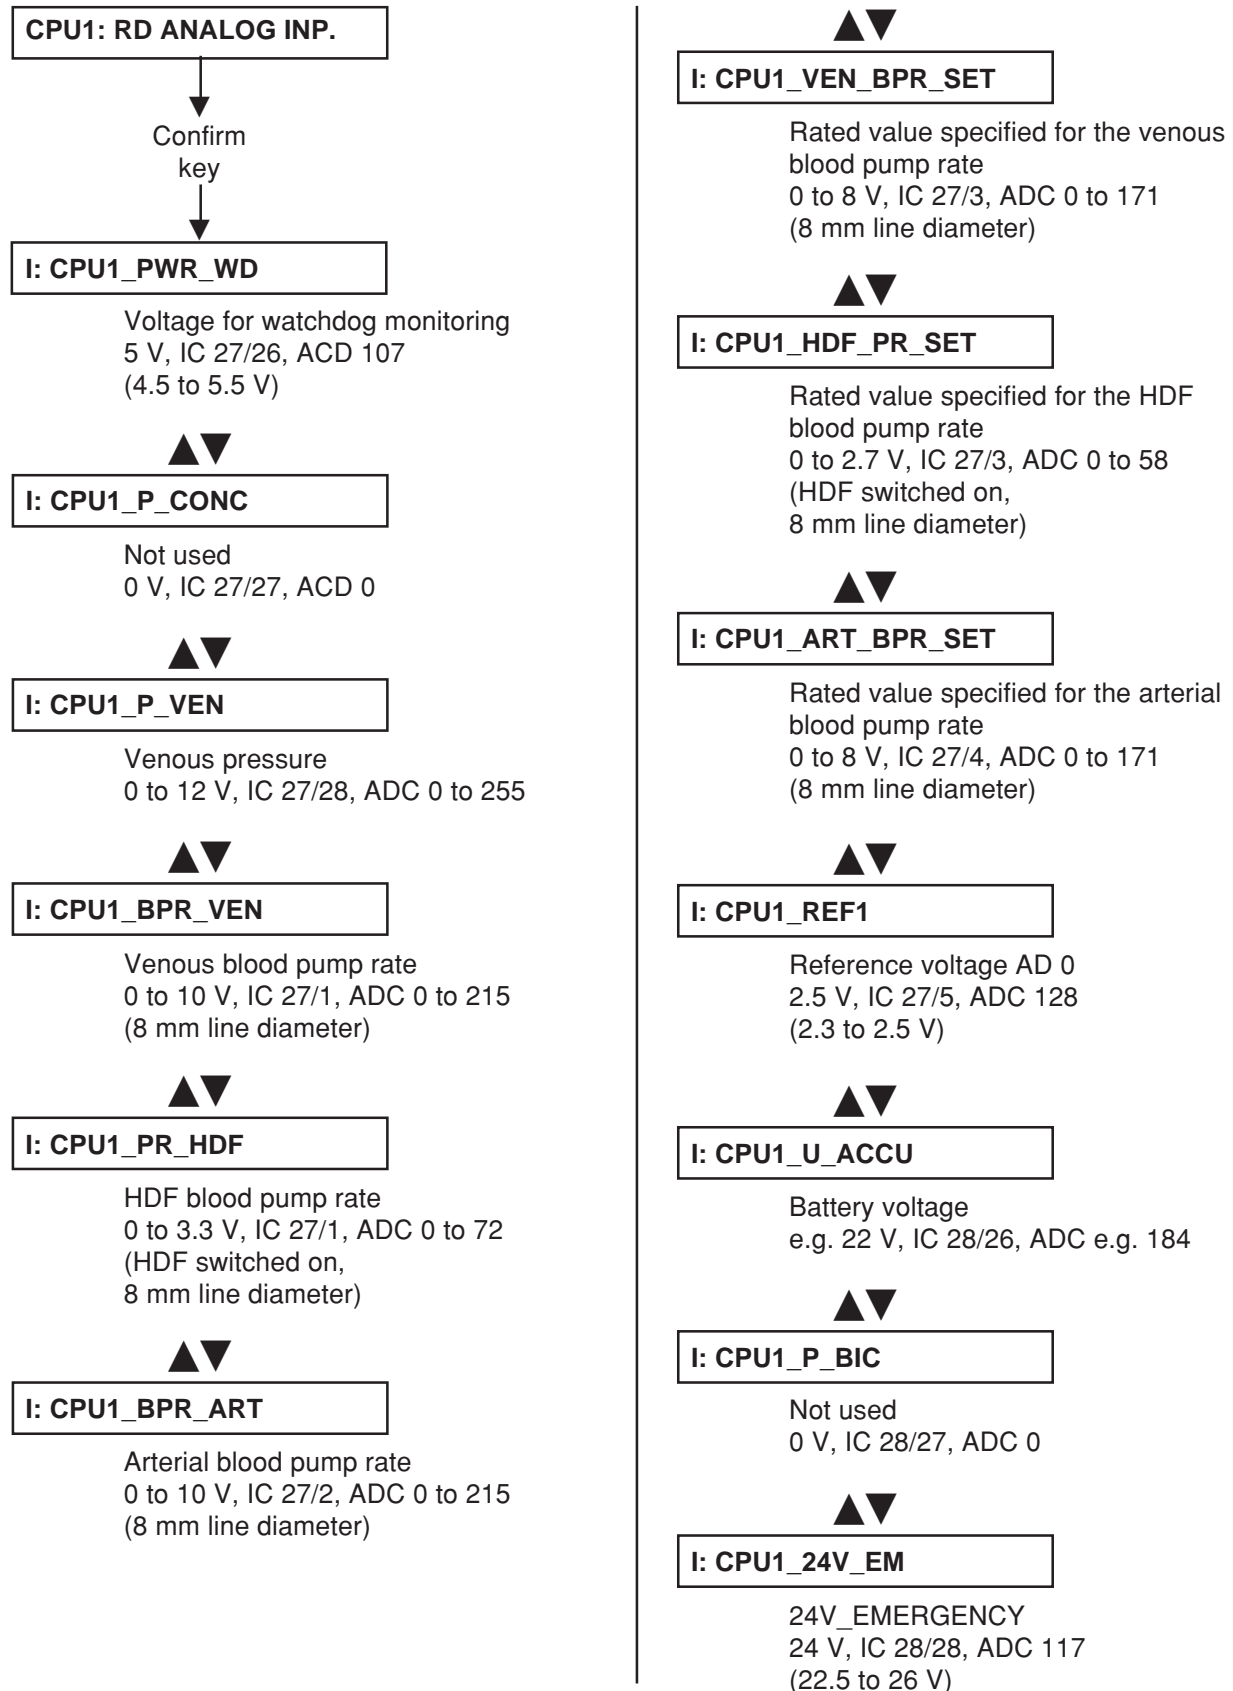 CPU1: RD ANALOG INP.
Confirm
key
I: CPU1_PWR_WD
Voltage for watchdog monitoring
5 V, IC 27/26, ACD 107
(4.5 to 5.5 V)
I: CPU1_P_CONC
Not used
0 V, IC 27/27, ACD 0
I: CPU1_P_VEN
Venous pressure
0 to 12 V, IC 27/28, ADC 0 to 255
I: CPU1_BPR_VEN
Venous blood pump rate
0 to 10 V, IC 27/1, ADC 0 to 215
(8 mm line diameter)
I: CPU1_PR_HDF
HDF blood pump rate
0 to 3.3 V, IC 27/1, ADC 0 to 72
(HDF switched on,
8 mm line diameter)
I: CPU1_BPR_ART
Arterial blood pump rate
0 to 10 V, IC 27/2, ADC 0 to 215
(8 mm line diameter)
I: CPU1_VEN_BPR_SET
Rated value specified for the venous
blood pump rate
0 to 8 V, IC 27/3, ADC 0 to 171
(8 mm line diameter)
I: CPU1_HDF_PR_SET
Rated value specified for the HDF
blood pump rate
0 to 2.7 V, IC 27/3, ADC 0 to 58
(HDF switched on,
8 mm line diameter)
I: CPU1_ART_BPR_SET
Rated value specified for the arterial
blood pump rate
0 to 8 V, IC 27/4, ADC 0 to 171
(8 mm line diameter)
I: CPU1_REF1
Reference voltage AD 0
2.5 V, IC 27/5, ADC 128
(2.3 to 2.5 V)
I: CPU1_U_ACCU
Battery voltage
e.g. 22 V, IC 28/26, ADC e.g. 184
I: CPU1_P_BIC
Not used
0 V, IC 28/27, ADC 0
I: CPU1_24V_EM
24V_EMERGENCY
24 V, IC 28/28, ADC 117
(22.5 to 26 V)